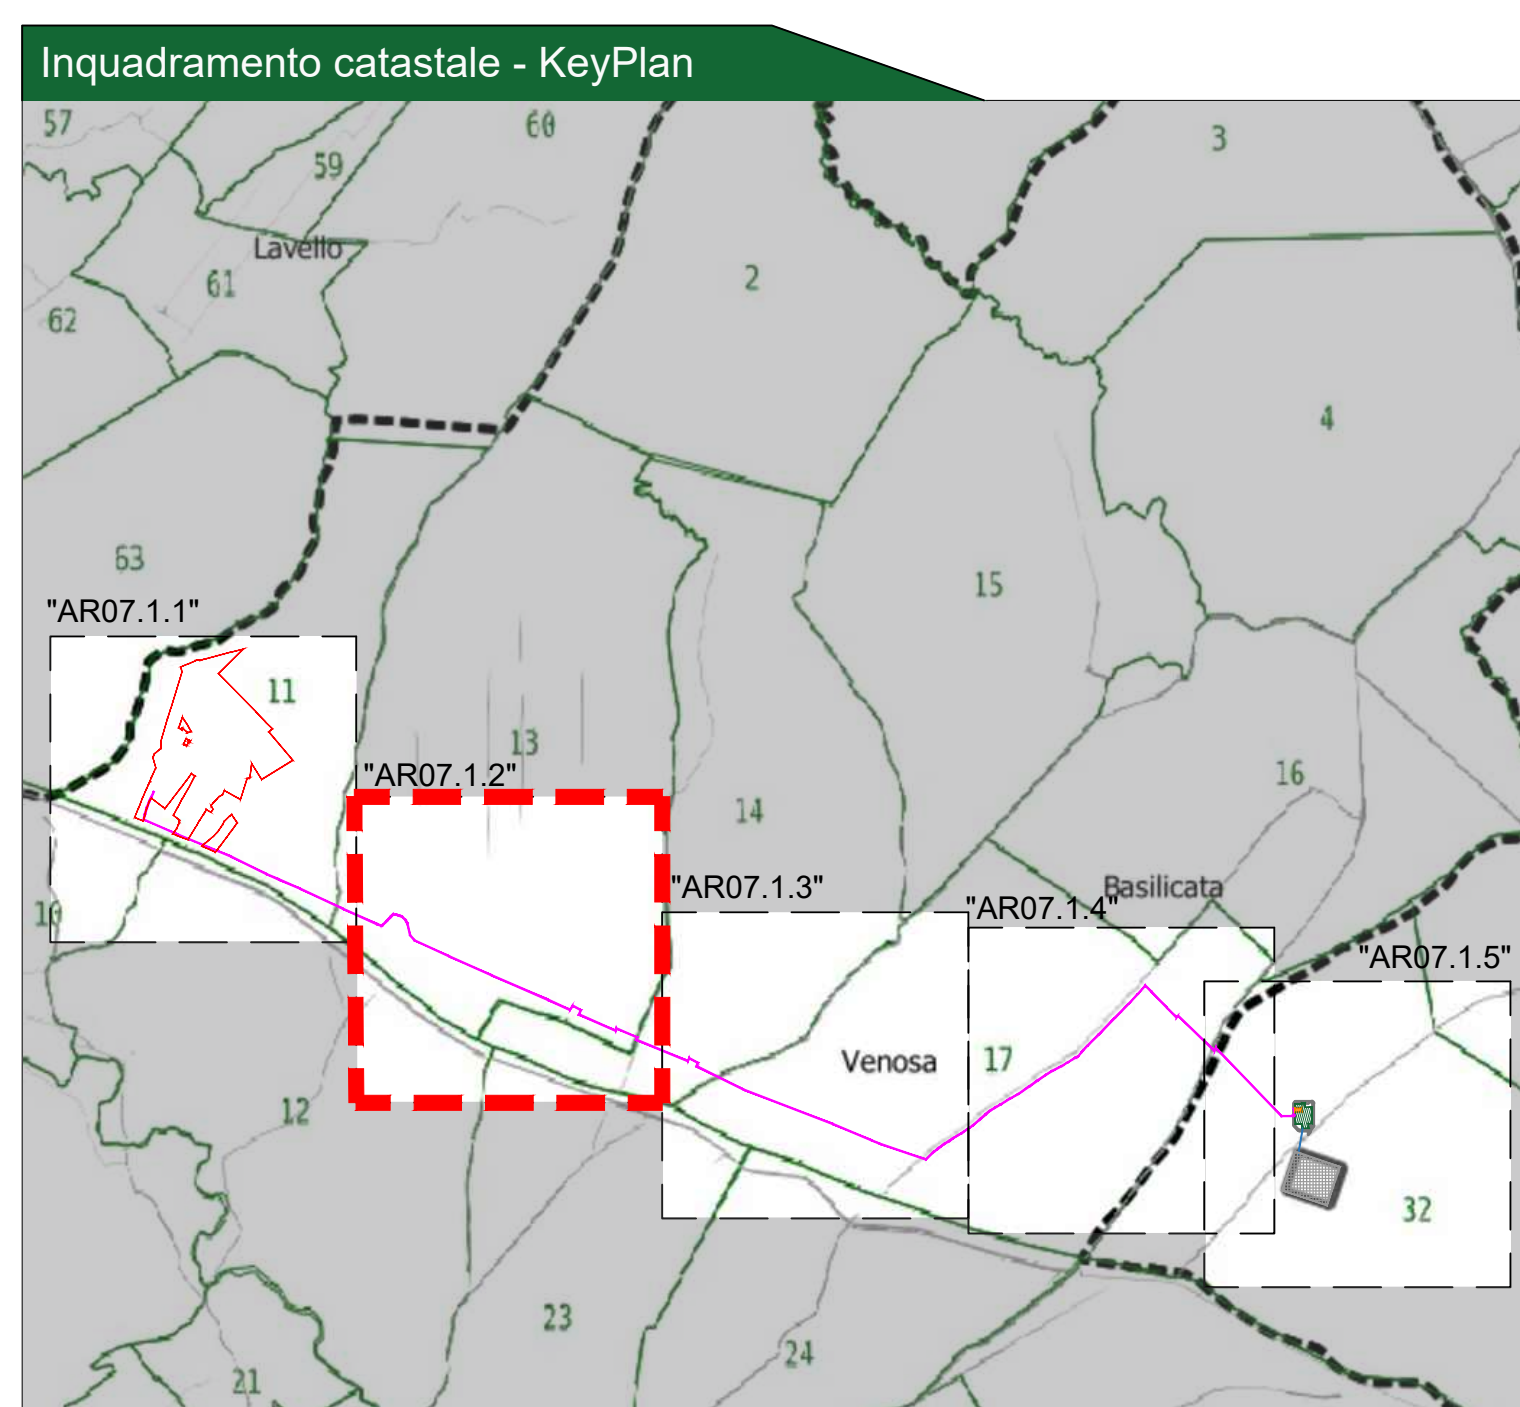 Inquadramento catastale - KeyPlan
57
60
59
3
Lavello
61
2
62
4
63
15
"AR07.1.1"
11
13
"AR07.1.2"
16
14
"AR07.1.3"
Basilicata
"AR07.1.4"
10
"AR07.1.5"
Venosa
17
12
32
23
24
21